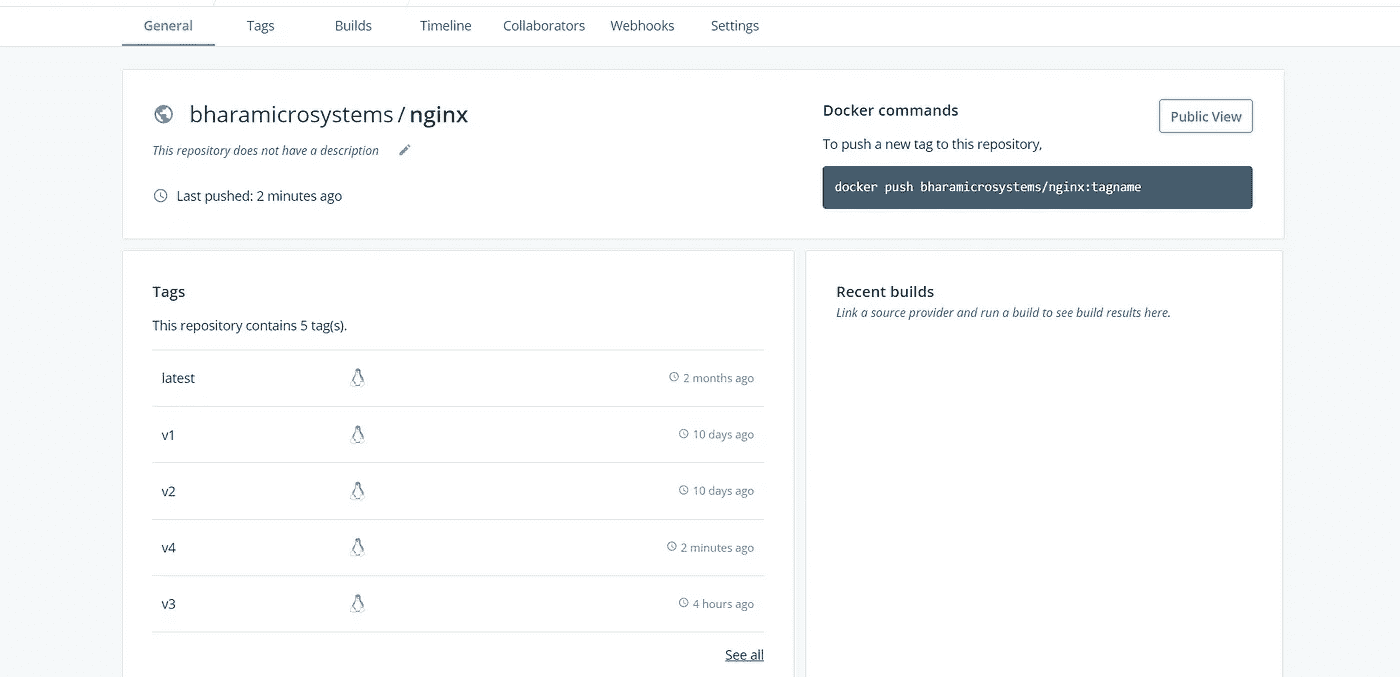 General Tags Builds Timeline Collaborators Webhooks Settings
bharamicrosystems / nginx
This repository does not have a description
Last pushed: 2 minutes ago
Docker commands
Public View
To push a new tag to this repository,
docker push bharamicrosystems/nginx:tagname
Tags
This repository contains 5 tag(s).
latest 2 months ago
v1 10 days ago
v2 10 days ago
v4 2 minutes ago
v3 4 hours ago
See all
Recent builds
Link a source provider and run a build to see build results here.